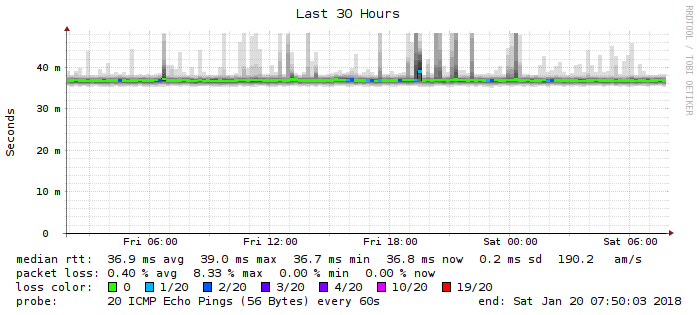 Last 30 Hours
RRDTOOL / TOBI OETIKER
Seconds
40 m
30 m
20 m
10 m
0
Fri 06:00 Fri 12:00 Fri 18:00 Sat 00:00 Sat 06:00
median rtt: 36.9 ms avg 39.0 ms max 36.7 ms min 36.8 ms now 0.2 ms sd 190.2 am/s
packet loss: 0.40 % avg 8.33 % max 0.00 % min 0.00 % now
loss color: 0 1/20 2/20 3/20 4/20 10/20 19/20
probe: 20 ICMP Echo Pings (56 Bytes) every 60s end: Sat Jan 20 07:50:03 2018